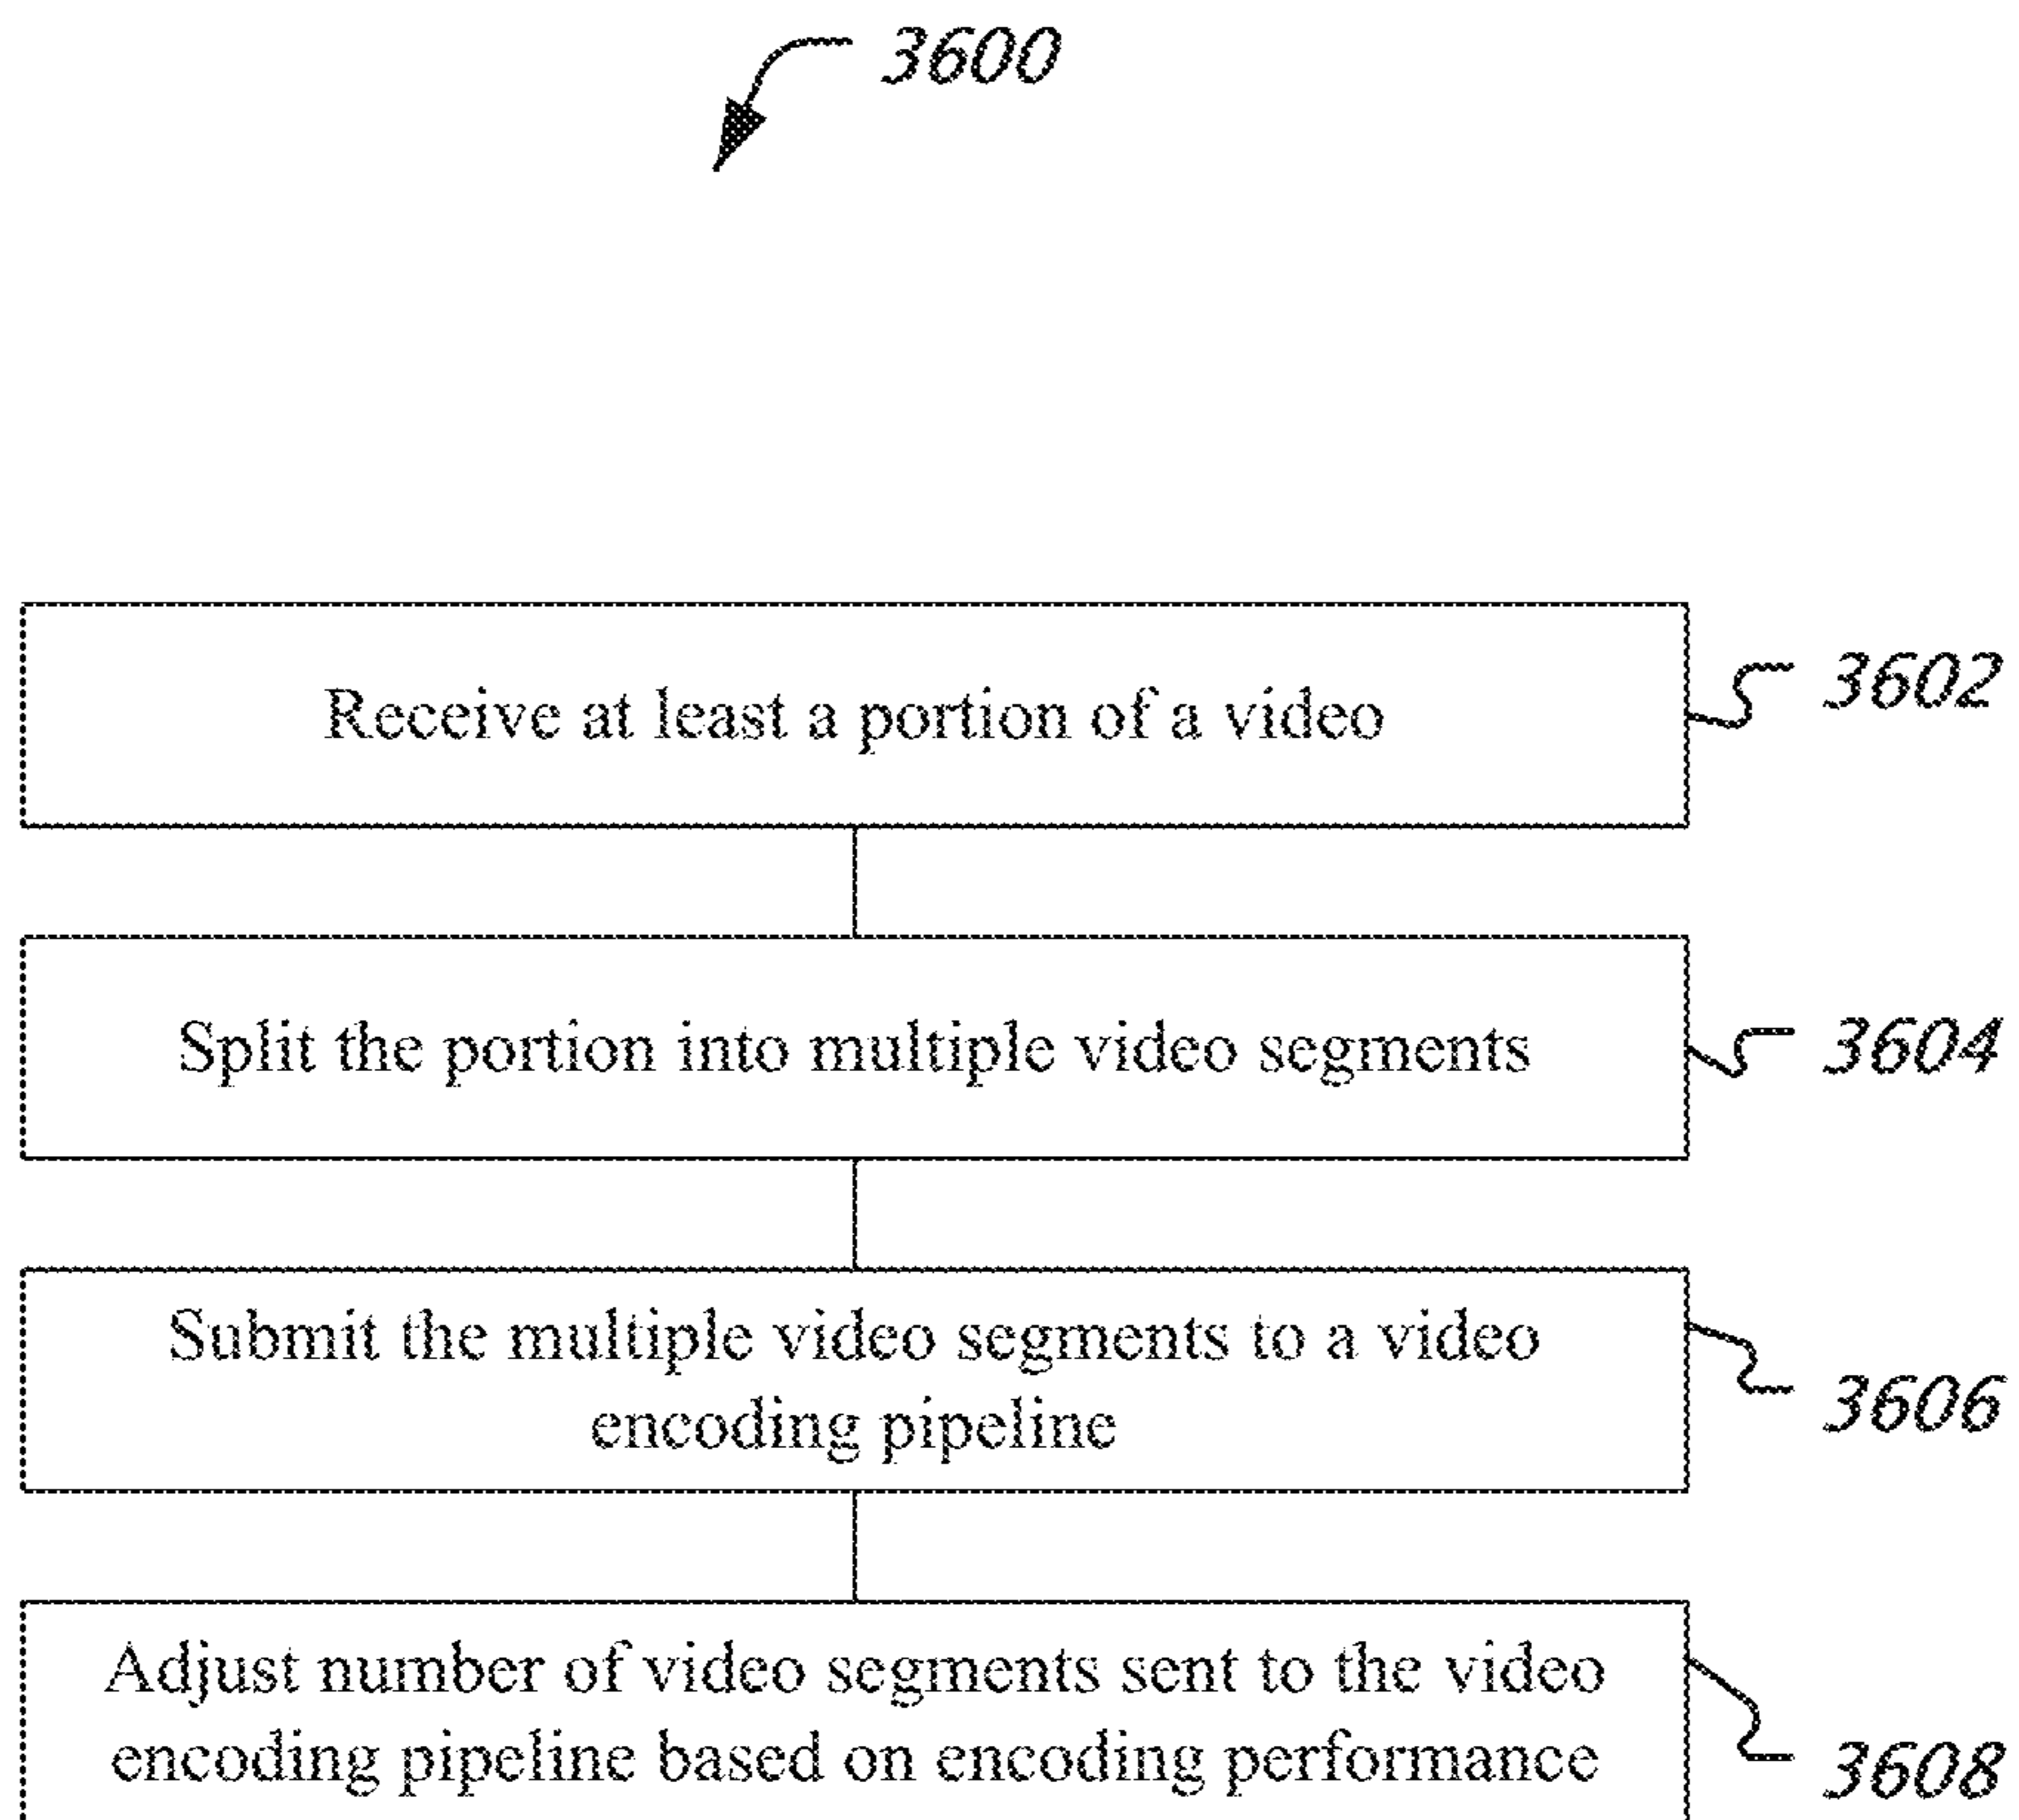 3600
Receive at least a portion of a video
3602
Split the portion into multiple video segments
3604
Submit the multiple video segments to a video
encoding pipeline
3606
Adjust number of video segments sent to the video
encoding pipeline based on encoding performance
3608